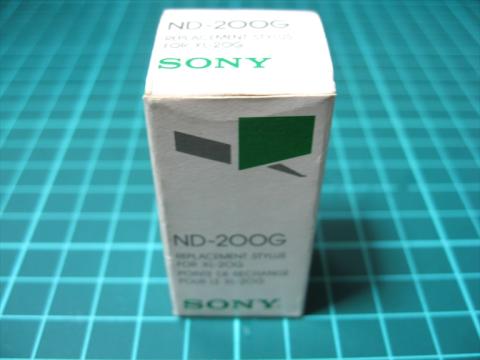 ND-200G
REPLACEMENT STYLUS
FOR XL-20G
SONY
ND-200G
REPLACEMENT STYLUS
FOR XL-20G
POINTE DE RECHANGE
POUR LE XL-20G
SONY